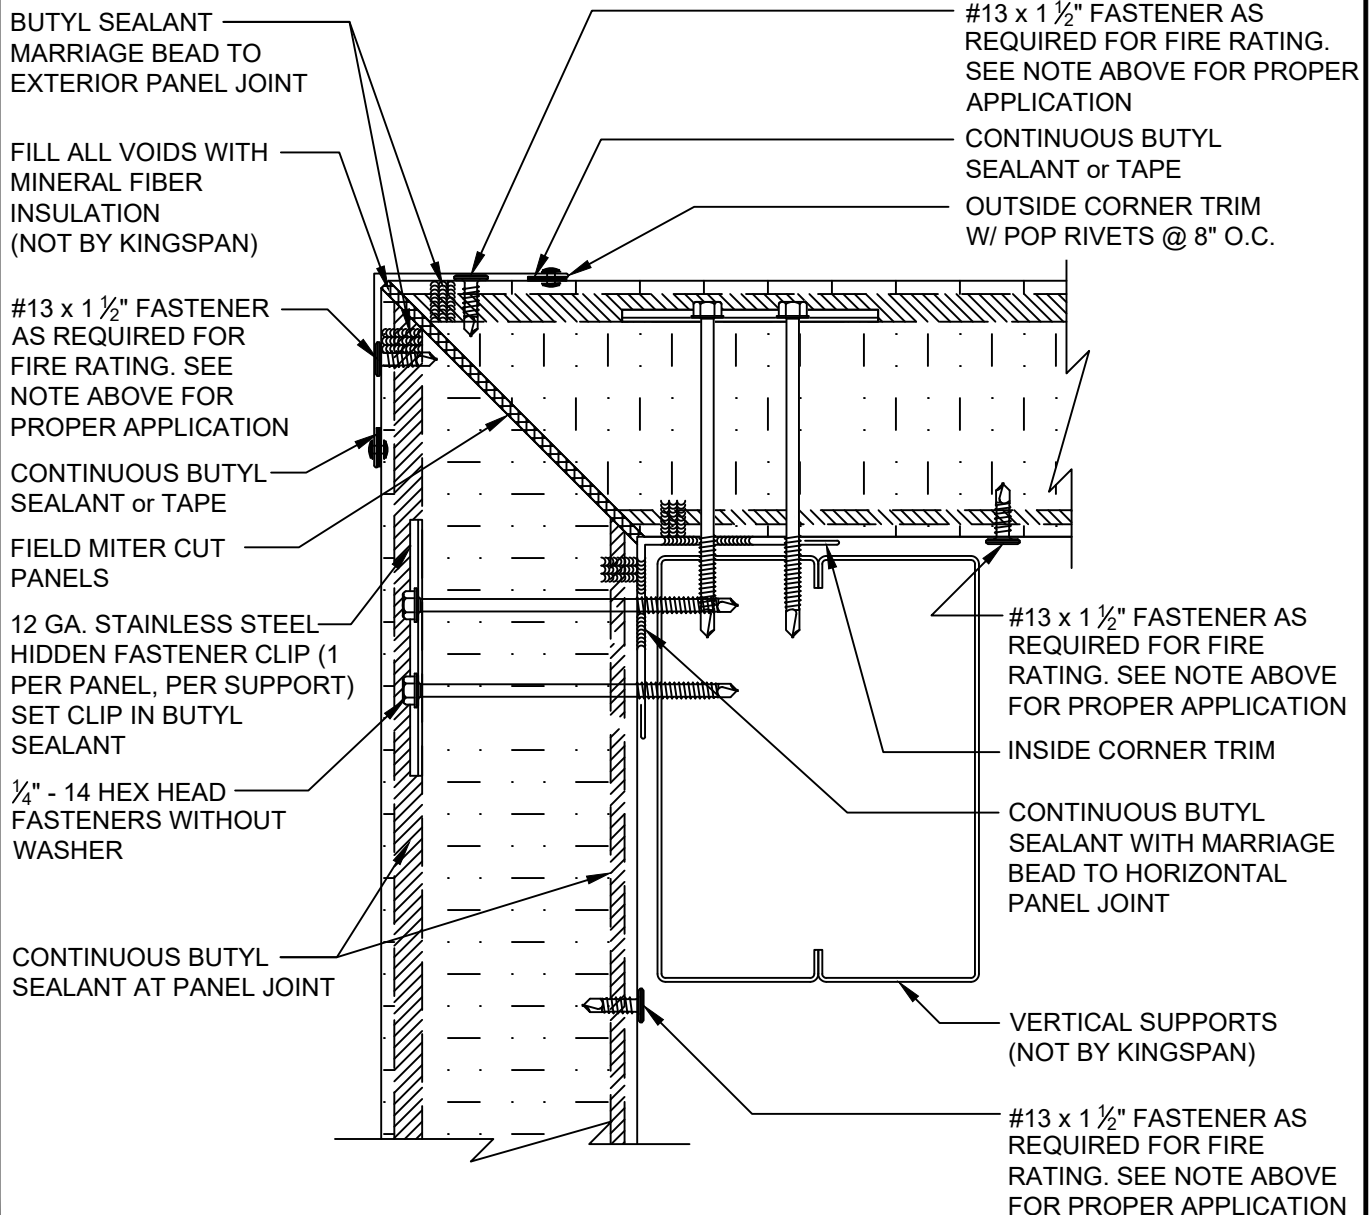 BUTYL SEALANT
MARRIAGE BEAD TO
EXTERIOR PANEL JOINT
FILL ALL VOIDS WITH
MINERAL FIBER
INSULATION
(NOT BY KINGSPAN)
#13 x 1 ½" FASTENER
AS REQUIRED FOR
FIRE RATING. SEE
NOTE ABOVE FOR
PROPER APPLICATION
CONTINUOUS BUTYL
SEALANT or TAPE
FIELD MITER CUT
PANELS
12 GA. STAINLESS STEEL
HIDDEN FASTENER CLIP (1
PER PANEL, PER SUPPORT)
SET CLIP IN BUTYL
SEALANT
¼" - 14 HEX HEAD
FASTENERS WITHOUT
WASHER
CONTINUOUS BUTYL
SEALANT AT PANEL JOINT
#13 x 1 ½" FASTENER AS
REQUIRED FOR FIRE RATING.
SEE NOTE ABOVE FOR PROPER
APPLICATION
CONTINUOUS BUTYL
SEALANT or TAPE
OUTSIDE CORNER TRIM
W/ POP RIVETS @ 8" O.C.
#13 x 1 ½" FASTENER AS
REQUIRED FOR FIRE
RATING. SEE NOTE ABOVE
FOR PROPER APPLICATION
INSIDE CORNER TRIM
CONTINUOUS BUTYL
SEALANT WITH MARRIAGE
BEAD TO HORIZONTAL
PANEL JOINT
VERTICAL SUPPORTS
(NOT BY KINGSPAN)
#13 x 1 ½" FASTENER AS
REQUIRED FOR FIRE
RATING. SEE NOTE ABOVE
FOR PROPER APPLICATION